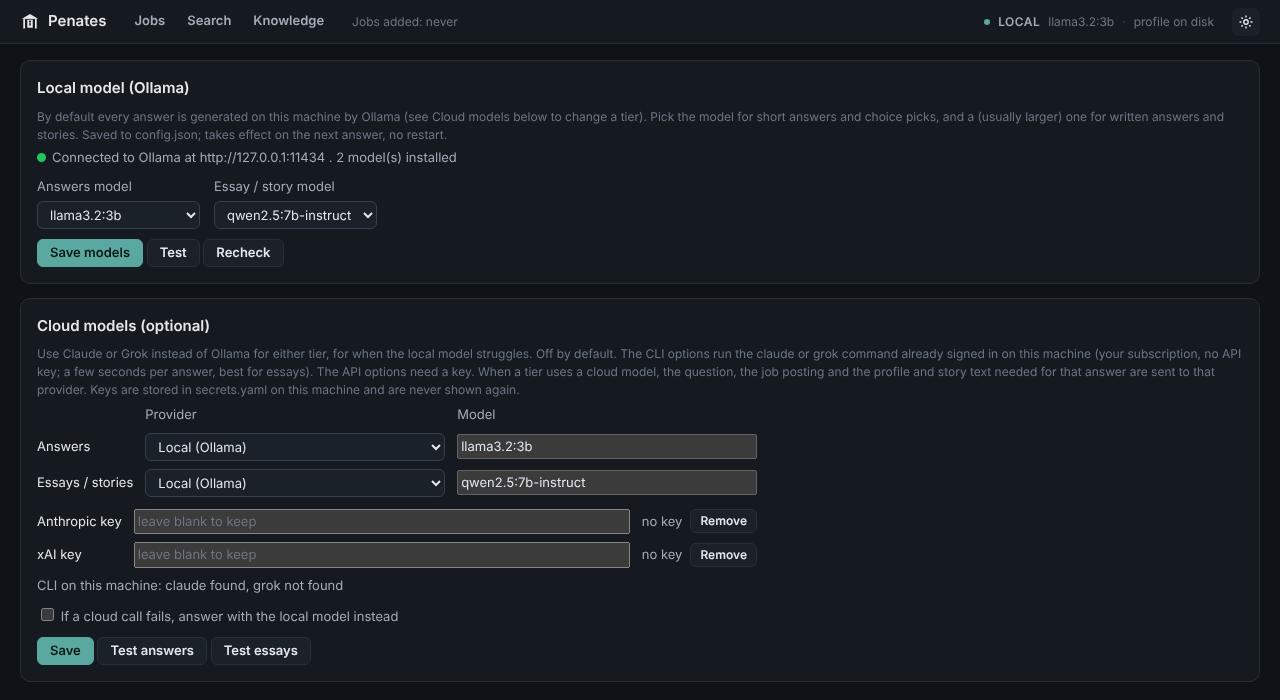 Penates Jobs Search Knowledge Jobs added: never LOCAL llama3.2:3b · profile on disk
Local model (Ollama)
By default every answer is generated on this machine by Ollama (see Cloud models below to change a tier). Pick the model for short answers and choice picks, and a (usually larger) one for written answers and
stories. Saved to config.json; takes effect on the next answer, no restart.
Connected to Ollama at http://127.0.0.1:11434 . 2 model(s) installed
Answers model Essay / story model
llama3.2:3b qwen2.5:7b-instruct
Save models Test Recheck
Cloud models (optional)
Use Claude or Grok instead of Ollama for either tier, for when the local model struggles. Off by default. The CLI options run the claude or grok command already signed in on this machine (your subscription, no API
key; a few seconds per answer, best for essays). The API options need a key. When a tier uses a cloud model, the question, the job posting and the profile and story text needed for that answer are sent to that
provider. Keys are stored in secrets.yaml on this machine and are never shown again.
Provider Model
Answers Local (Ollama) llama3.2:3b
Essays / stories Local (Ollama) qwen2.5:7b-instruct
Anthropic key leave blank to keep no key Remove
xAI key leave blank to keep no key Remove
CLI on this machine: claude found, grok not found
If a cloud call fails, answer with the local model instead
Save Test answers Test essays